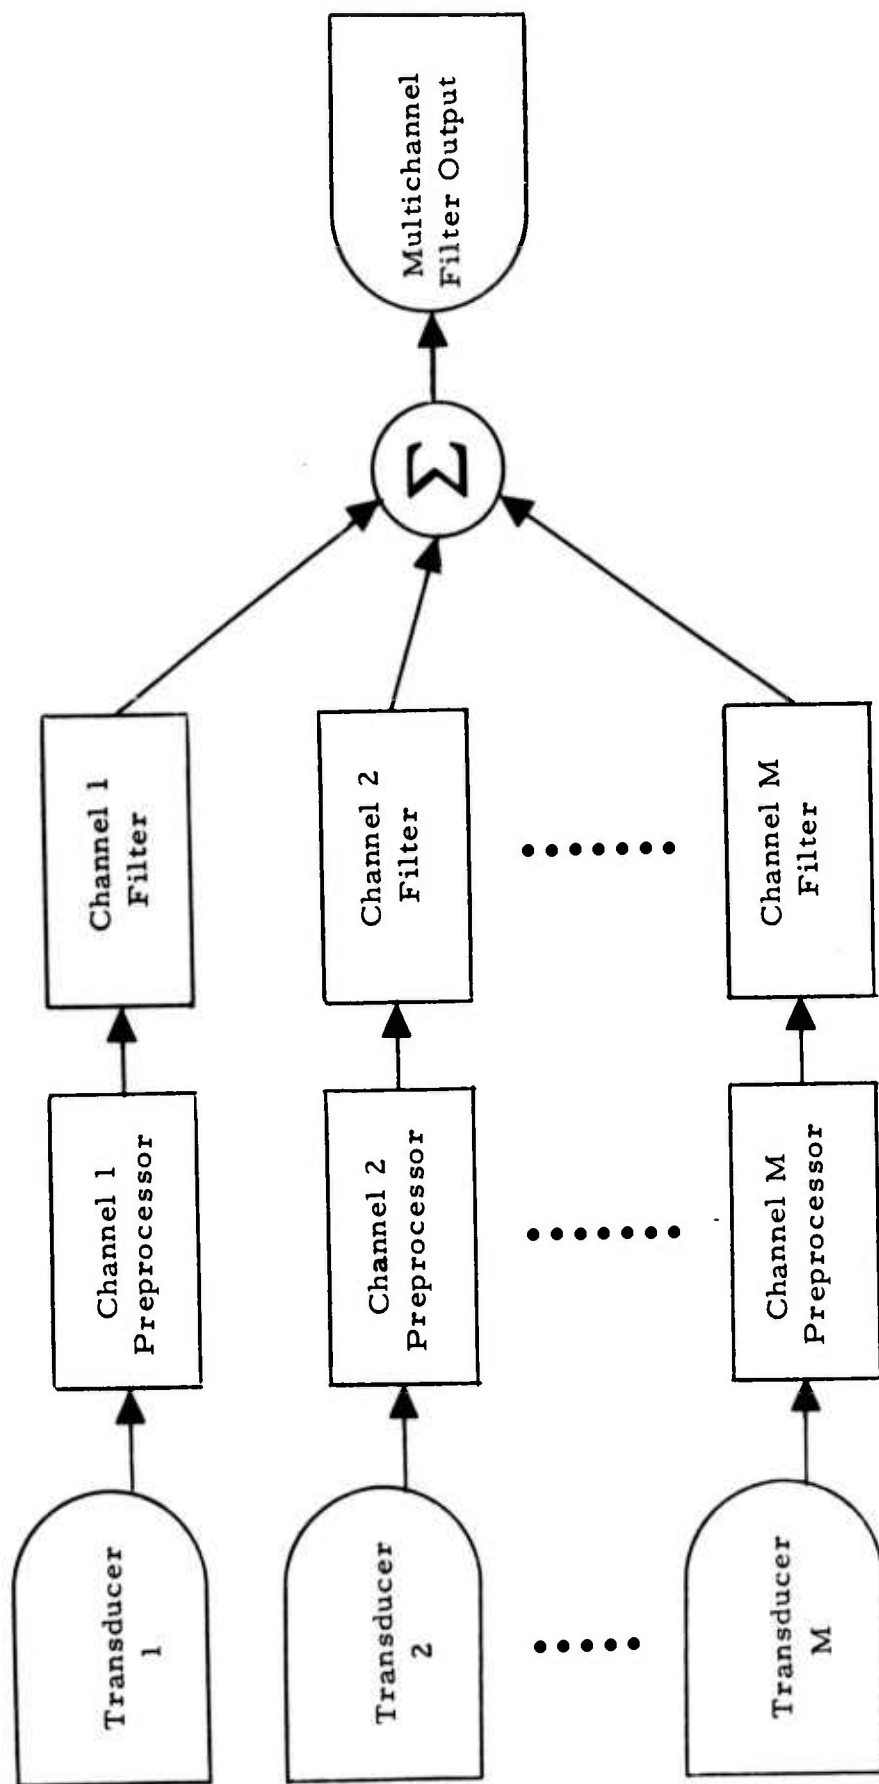 Transducer
1
Channel 1
Preprocessor
Channel 1
Filter
Transducer
2
Channel 2
Preprocessor
Channel 2
Filter
Transducer
M
Channel M
Preprocessor
Channel M
Filter
Σ
Multichannel
Filter Output